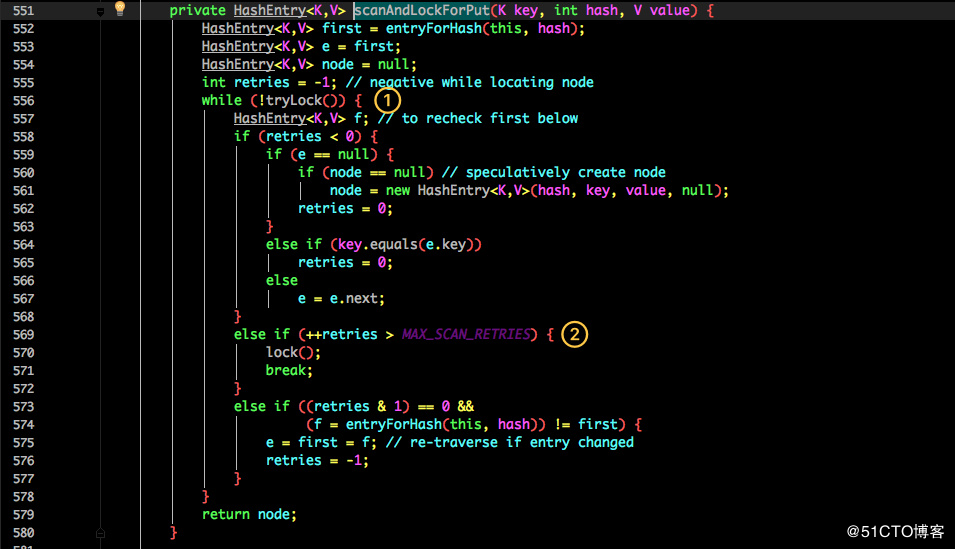 551 private HashEntry<K,V> scanAndLockForPut(K key, int hash, V value) {
552 HashEntry<K,V> first = entryForHash(this, hash);
553 HashEntry<K,V> e = first;
554 HashEntry<K,V> node = null;
555 int retries = -1; // negative while locating node
556 while (!tryLock()) { 1
557 HashEntry<K,V> f; // to recheck first below
558 if (retries < 0) {
559 if (e == null) {
560 if (node == null) // speculatively create node
561 node = new HashEntry<K,V>(hash, key, value, null);
562 retries = 0;
563 }
564 else if (key.equals(e.key))
565 retries = 0;
566 else
567 e = e.next;
568 }
569 else if (++retries > MAX_SCAN_RETRIES) { 2
570 lock();
571 break;
572 }
573 else if ((retries & 1) == 0 &&
574 (f = entryForHash(this, hash)) != first) {
575 e = first = f; // re-traverse if entry changed
576 retries = -1;
577 }
578 }
579 return node;
580 }
@51CTO博客